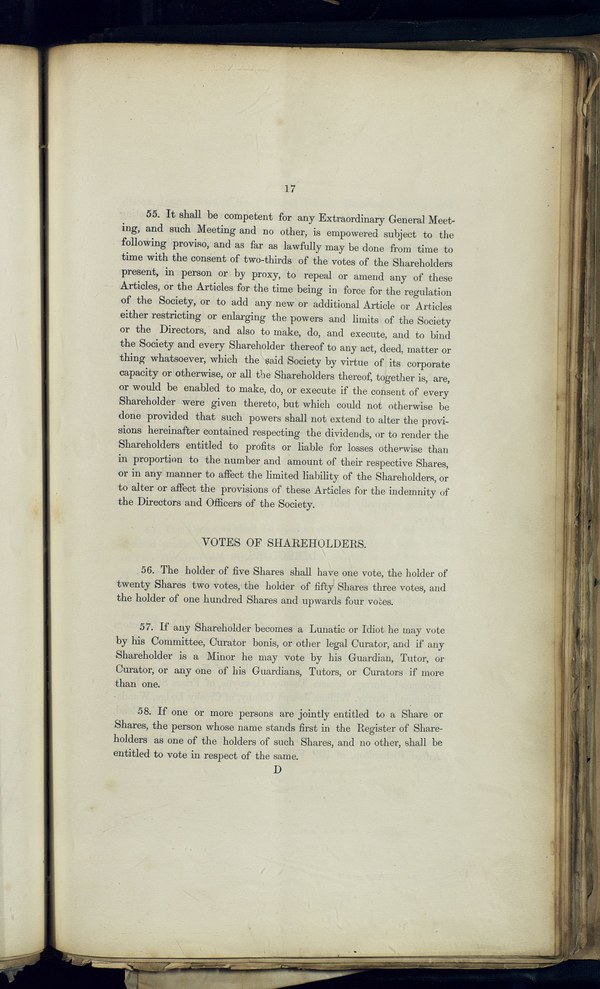 17
55. It shall be competent for any Extraordinary General Meet-
ing, and such Meeting and no other, is empowered subject to the
following proviso, and as far as lawfully may be done from time to
time with the consent of two-thirds of the votes of the Shareholders
present, in person or by proxy, to repeal or amend any of these
Articles, or the Articles for the time being in force for the regulation
of the Society, or to add any new or additional Article or Articles
either restricting or enlarging the powers and limits of the Society
or the Directors, and also to make, do, and execute, and to bind
the Society and every Shareholder thereof to any act, deed, matter or
thing whatsoever, which the said Society by virtue of its corporate
capacity or otherwise, or all the Shareholders thereof, together is, are,
or would be enabled to make, do, or execute if the consent of every
Shareholder were given thereto, but which could not otherwise be
done provided that such powers shall not extend to alter the provi-
sions hereinafter contained respecting the dividends, or to render the
Shareholders entitled to profits or liable for losses otherwise than
in proportion to the number and amount of their respective Shares,
or in any manner to affect the limited liability of the Shareholders, or
to alter or affect the provisions of these Articles for the indemnity of
the Directors and Officers of the Society.
VOTES OF SHAREHOLDERS.
56. The holder of five Shares shall have one vote, the holder of
twenty Shares two votes, the holder of fifty Shares three votes, and
the holder of one hundred Shares and upwards four votes.
57. If any Shareholder becomes a Lunatic or Idiot he may vote
by his Committee, Curator bonis, or other legal Curator, and if any
Shareholder is a Minor he may vote by his Guardian, Tutor, or
Curator, or any one of his Guardians, Tutors, or Curators if more
than one.
58. If one or more persons are jointly entitled to a Share or
Shares, the person whose name stands first in the Register of Share-
holders as one of the holders of such Shares, and no other, shall be
entitled to vote in respect of the same.
D